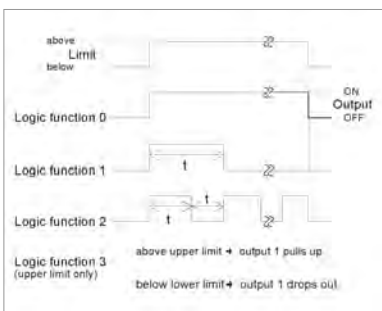 above
Limit
below
ON
Output
OFF
Logic function 0
Logic function 1
t
Logic function 2
t
t
Logic function 3
(upper limit only)
above upper limit → output 1 pulls up
below lower limit → output 1 drops out